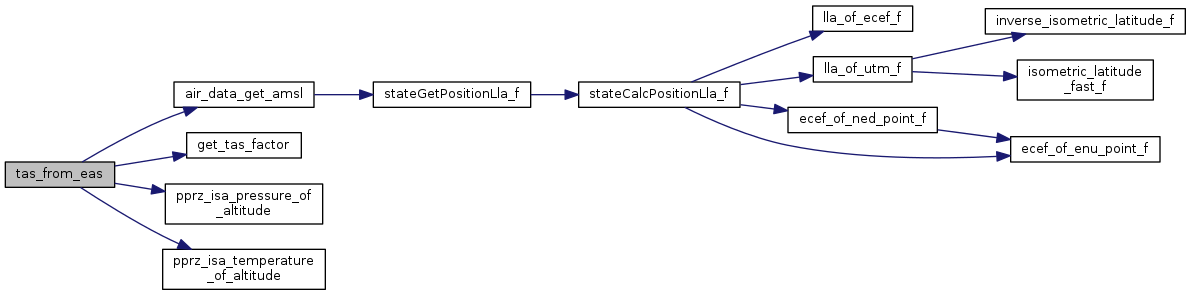 tas_from_eas
air_data_get_amsl
get_tas_factor
pprz_isa_pressure_of
_altitude
pprz_isa_temperature
_of_altitude
stateGetPositionLla_f
stateCalcPositionLla_f
lla_of_ecef_f
lla_of_utm_f
ecef_of_ned_point_f
inverse_isometric_latitude_f
isometric_latitude
_fast_f
ecef_of_enu_point_f